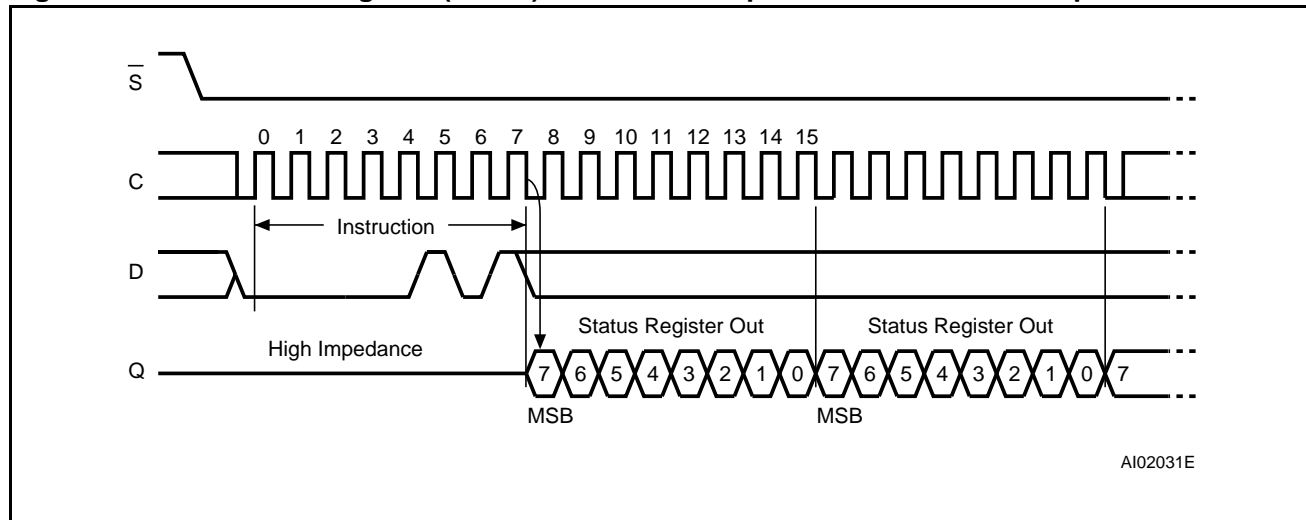 S
0 1 2 3 4 5 6 7 8 9 10 11 12 13 14 15
C
Instruction
D
Status Register Out Status Register Out
High Impedance
Q 7 6 5 4 3 2 1 0 7 6 5 4 3 2 1 0 7
MSB MSB
AI02031E